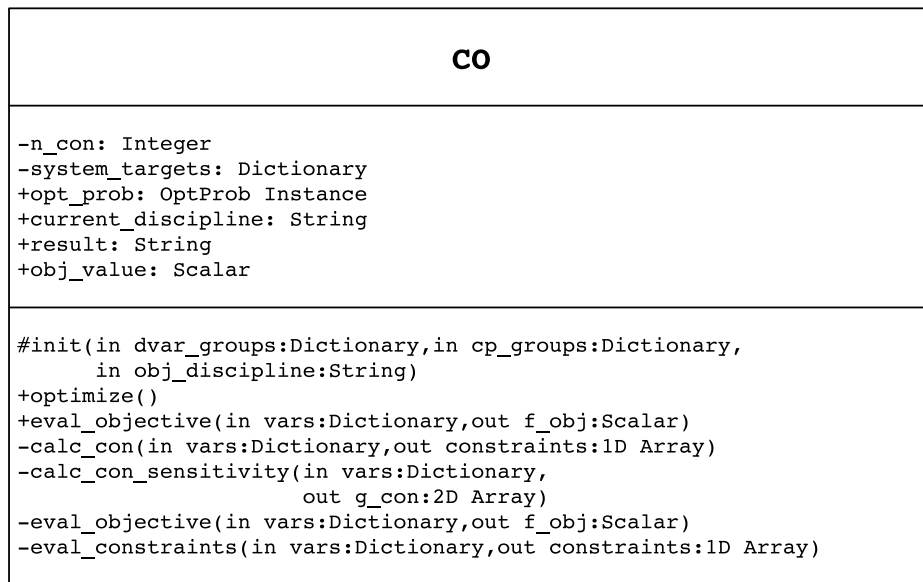 CO
-n_con: Integer
-system_targets: Dictionary
+opt_prob: OptProb Instance
+current_discipline: String
+result: String
+obj_value: Scalar
#init(in dvar_groups:Dictionary,in cp_groups:Dictionary,
in obj_discipline:String)
+optimize()
+eval_objective(in vars:Dictionary,out f_obj:Scalar)
-calc_con(in vars:Dictionary,out constraints:1D Array)
-calc_con_sensitivity(in vars:Dictionary,
out g_con:2D Array)
-eval_objective(in vars:Dictionary,out f_obj:Scalar)
-eval_constraints(in vars:Dictionary,out constraints:1D Array)